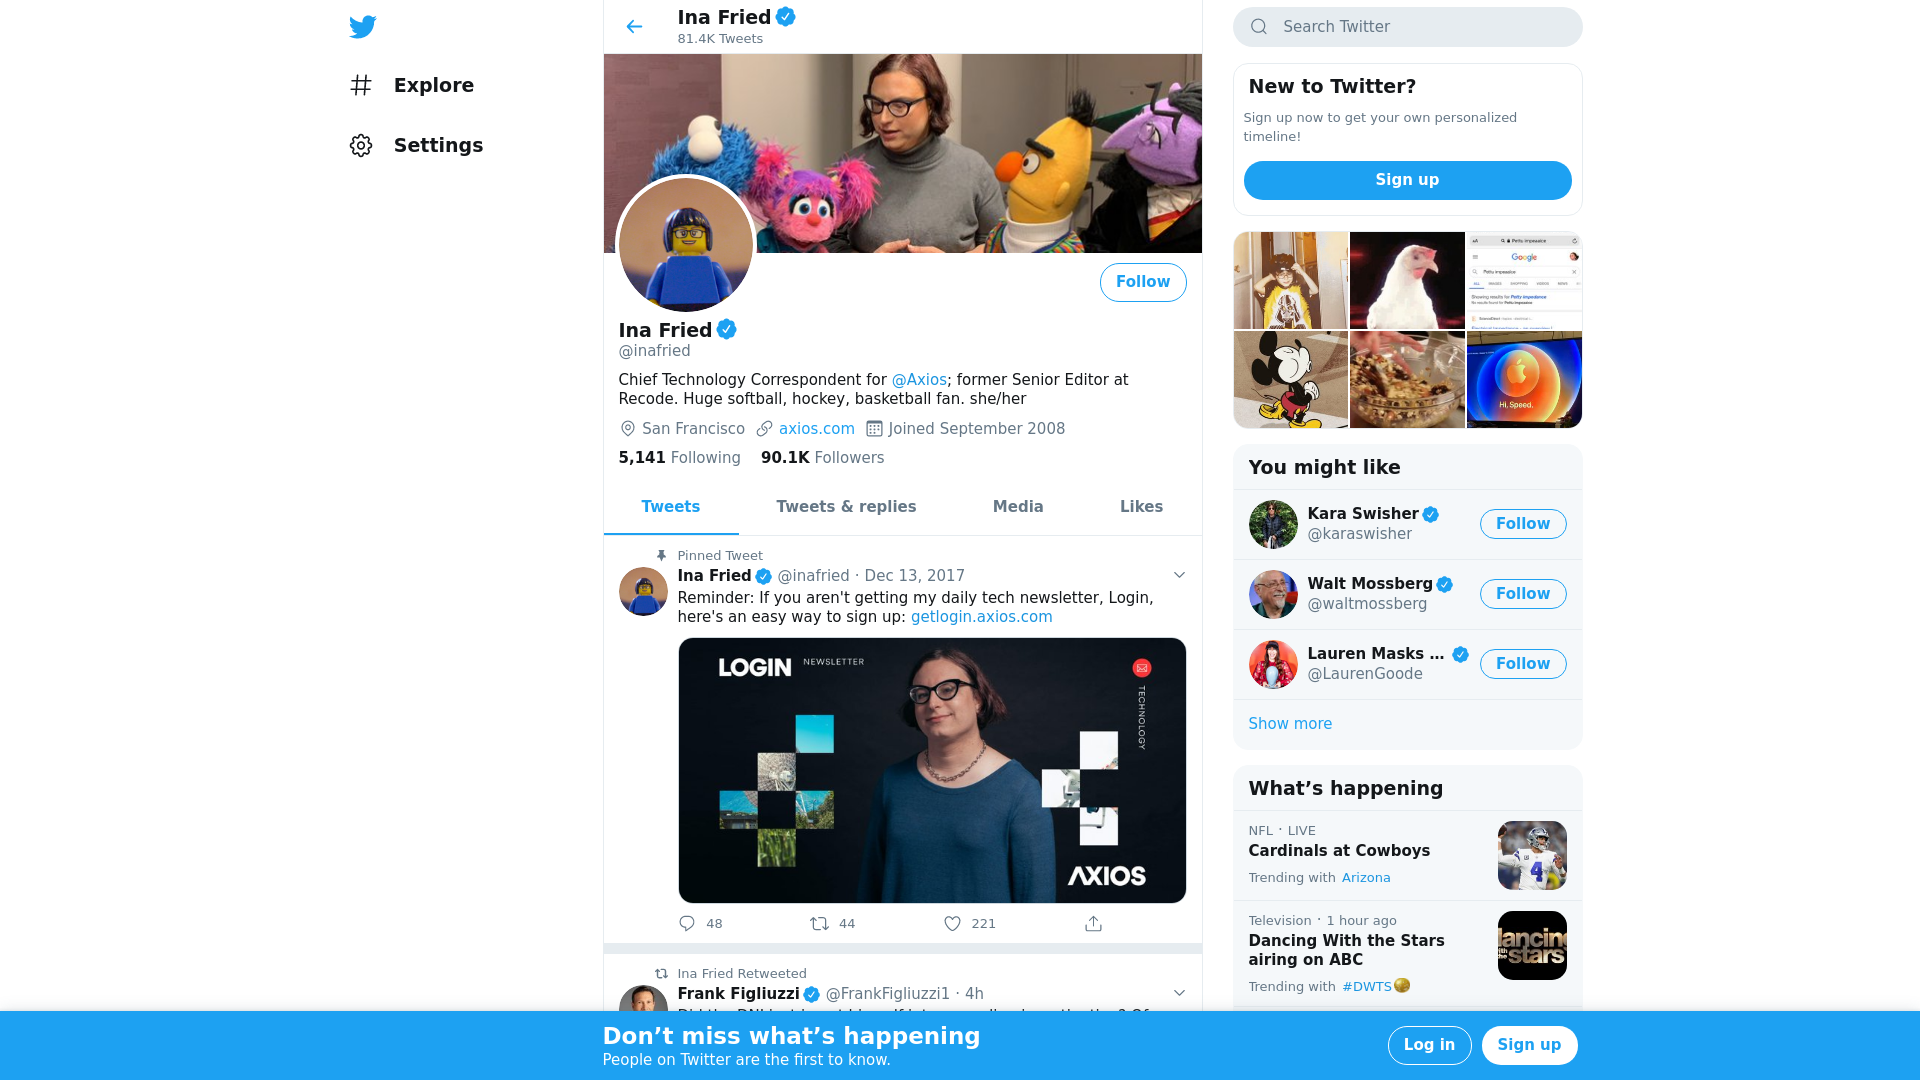 Explore
Settings
Ina Fried
81.4K Tweets
Follow
Ina Fried
@inafried
Chief Technology Correspondent for @Axios; former Senior Editor at
Recode. Huge softball, hockey, basketball fan. she/her
San Francisco axios.com Joined September 2008
5,141 Following 90.1K Followers
Tweets Tweets & replies Media Likes
Pinned Tweet
Ina Fried @inafried · Dec 13, 2017
Reminder: If you aren't getting my daily tech newsletter, Login,
here's an easy way to sign up: getlogin.axios.com
LOGIN NEWSLETTER
TECHNOLOGY
AXIOS
48 44 221
Ina Fried Retweeted
Frank Figliuzzi @FrankFigliuzzi1 · 4h
Search Twitter
New to Twitter?
Sign up now to get your own personalized
timeline!
Sign up
Google
Hi, Speed.
You might like
Kara Swisher
@karaswisher
Follow
Walt Mossberg
@waltmossberg
Follow
Lauren Masks ...
@LaurenGoode
Follow
Show more
What’s happening
NFL · LIVE
Cardinals at Cowboys
Trending with Arizona
4
Television · 1 hour ago
Dancing With the Stars
airing on ABC
Trending with #DWTS
Don’t miss what’s happening
People on Twitter are the first to know.
Log in
Sign up